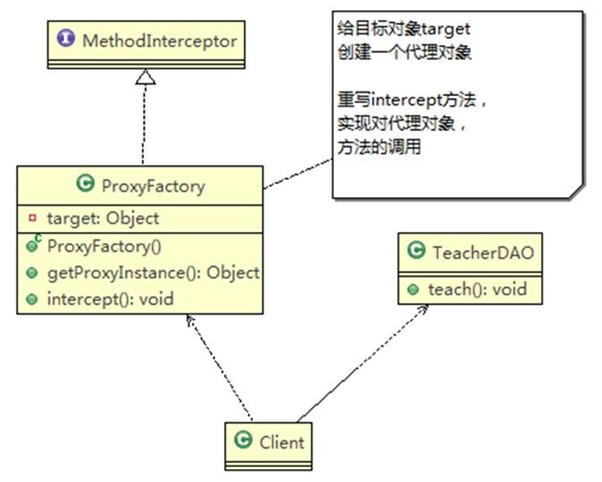 I MethodInterceptor
给目标对象target
创建一个代理对象
重写intercept方法，
实现对代理对象，
方法的调用
C ProxyFactory
target: Object
C ProxyFactory()
getProxyInstance(): Object
intercept(): void
C TeacherDAO
teach(): void
C Client